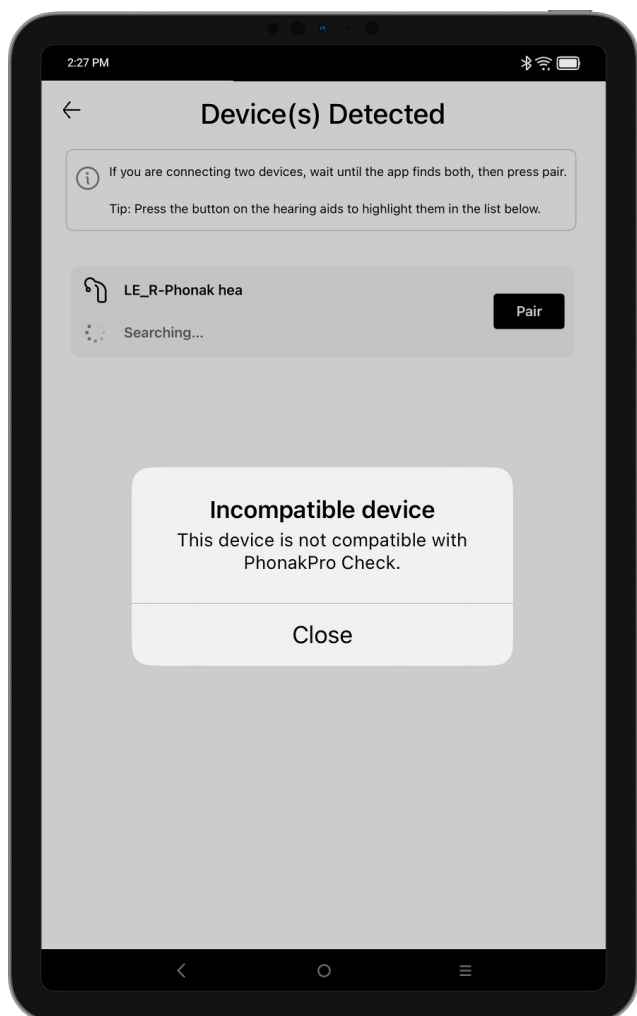 2:27 PM
Device(s) Detected
If you are connecting two devices, wait until the app finds both, then press pair.
Tip: Press the button on the hearing aids to highlight them in the list below.
LE_R-Phonak hea
Searching...
Pair
Incompatible device
This device is not compatible with
PhonakPro Check.
Close